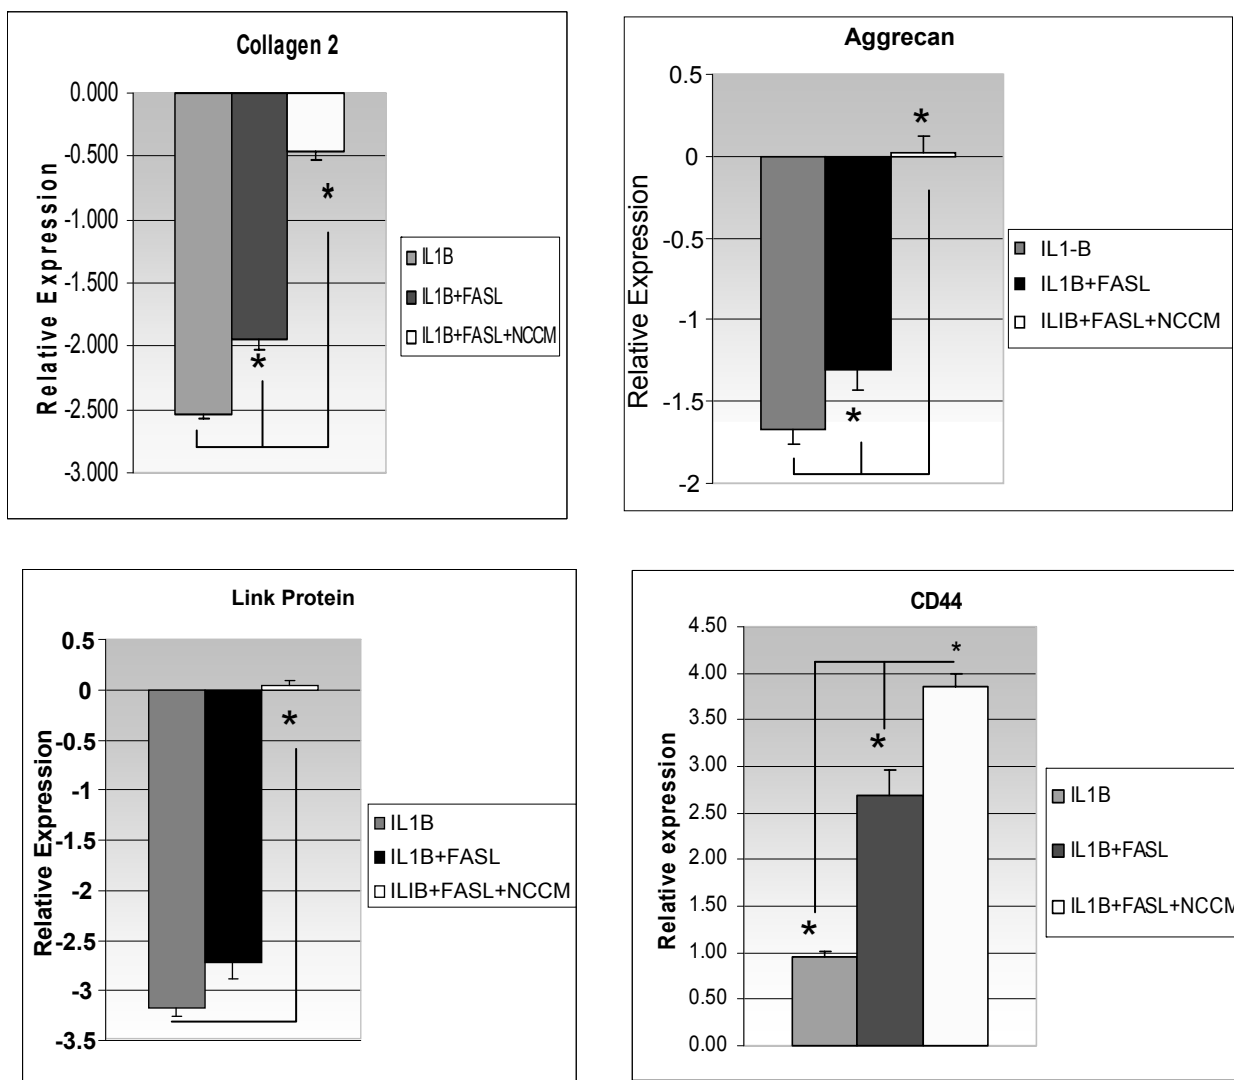 Collagen 2
0.000
-0.500
-1.000
-1.500
-2.000
-2.500
-3.000
Relative Expression
*
*
IL1B
IL1B+FASL
IL1B+FASL+NCCM
Aggrecan
0.5
0
-0.5
-1
-1.5
-2
Relative Expression
*
*
IL1-B
IL1B+FASL
ILIB+FASL+NCCM
Link Protein
0.5
0
-0.5
-1
-1.5
-2
-2.5
-3
-3.5
Relative Expression
*
IL1B
IL1B+FASL
ILIB+FASL+NCCM
CD44
4.50
4.00
3.50
3.00
2.50
2.00
1.50
1.00
0.50
0.00
Relative expression
*
*
*
IL1B
IL1B+FASL
IL1B+FASL+NCCM